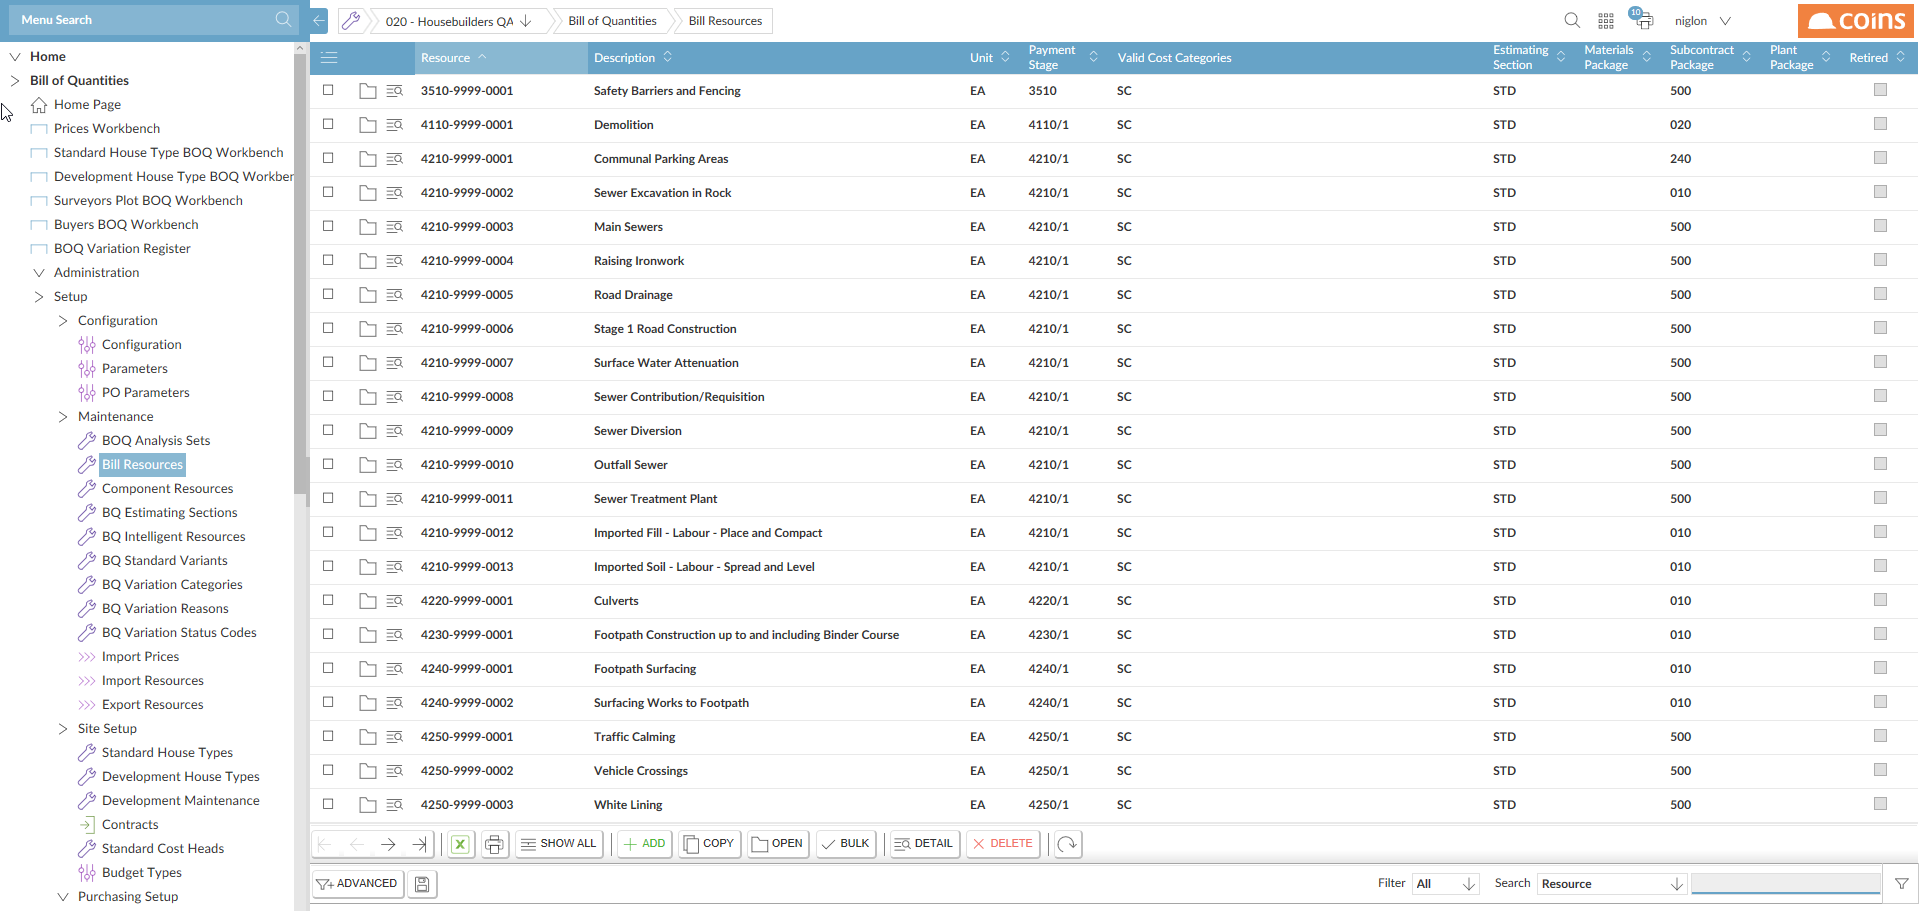 Menu Search
020 - Housebuilders QA
Bill of Quantities
Bill Resources
10
niglon
coins
Home
Bill of Quantities
Home Page
Prices Workbench
Standard House Type BOQ Workbench
Development House Type BOQ Workben
Surveyors Plot BOQ Workbench
Buyers BOQ Workbench
BOQ Variation Register
Administration
Setup
Configuration
Configuration
Parameters
PO Parameters
Maintenance
BOQ Analysis Sets
Bill Resources
Component Resources
BQ Estimating Sections
BQ Intelligent Resources
BQ Standard Variants
BQ Variation Categories
BQ Variation Reasons
BQ Variation Status Codes
Import Prices
Import Resources
Export Resources
Site Setup
Standard House Types
Development House Types
Development Maintenance
Contracts
Standard Cost Heads
Budget Types
Purchasing Setup
Resource Description Unit Payment Stage Valid Cost Categories Estimating Section Materials Package Subcontract Package Plant Package Retired
3510-9999-0001 Safety Barriers and Fencing EA 3510 SC STD 500
4110-9999-0001 Demolition EA 4110/1 SC STD 020
4210-9999-0001 Communal Parking Areas EA 4210/1 SC STD 240
4210-9999-0002 Sewer Excavation in Rock EA 4210/1 SC STD 010
4210-9999-0003 Main Sewers EA 4210/1 SC STD 500
4210-9999-0004 Raising Ironwork EA 4210/1 SC STD 500
4210-9999-0005 Road Drainage EA 4210/1 SC STD 500
4210-9999-0006 Stage 1 Road Construction EA 4210/1 SC STD 500
4210-9999-0007 Surface Water Attenuation EA 4210/1 SC STD 500
4210-9999-0008 Sewer Contribution/Requisition EA 4210/1 SC STD 500
4210-9999-0009 Sewer Diversion EA 4210/1 SC STD 500
4210-9999-0010 Outfall Sewer EA 4210/1 SC STD 500
4210-9999-0011 Sewer Treatment Plant EA 4210/1 SC STD 500
4210-9999-0012 Imported Fill - Labour - Place and Compact EA 4210/1 SC STD 010
4210-9999-0013 Imported Soil - Labour - Spread and Level EA 4210/1 SC STD 010
4220-9999-0001 Culverts EA 4220/1 SC STD 010
4230-9999-0001 Footpath Construction up to and including Binder Course EA 4230/1 SC STD 010
4240-9999-0001 Footpath Surfacing EA 4240/1 SC STD 010
4240-9999-0002 Surfacing Works to Footpath EA 4240/1 SC STD 010
4250-9999-0001 Traffic Calming EA 4250/1 SC STD 500
4250-9999-0002 Vehicle Crossings EA 4250/1 SC STD 500
4250-9999-0003 White Lining EA 4250/1 SC STD 500
X SHOW ALL ADD COPY OPEN BULK DETAIL DELETE
ADVANCED Filter All Search Resource